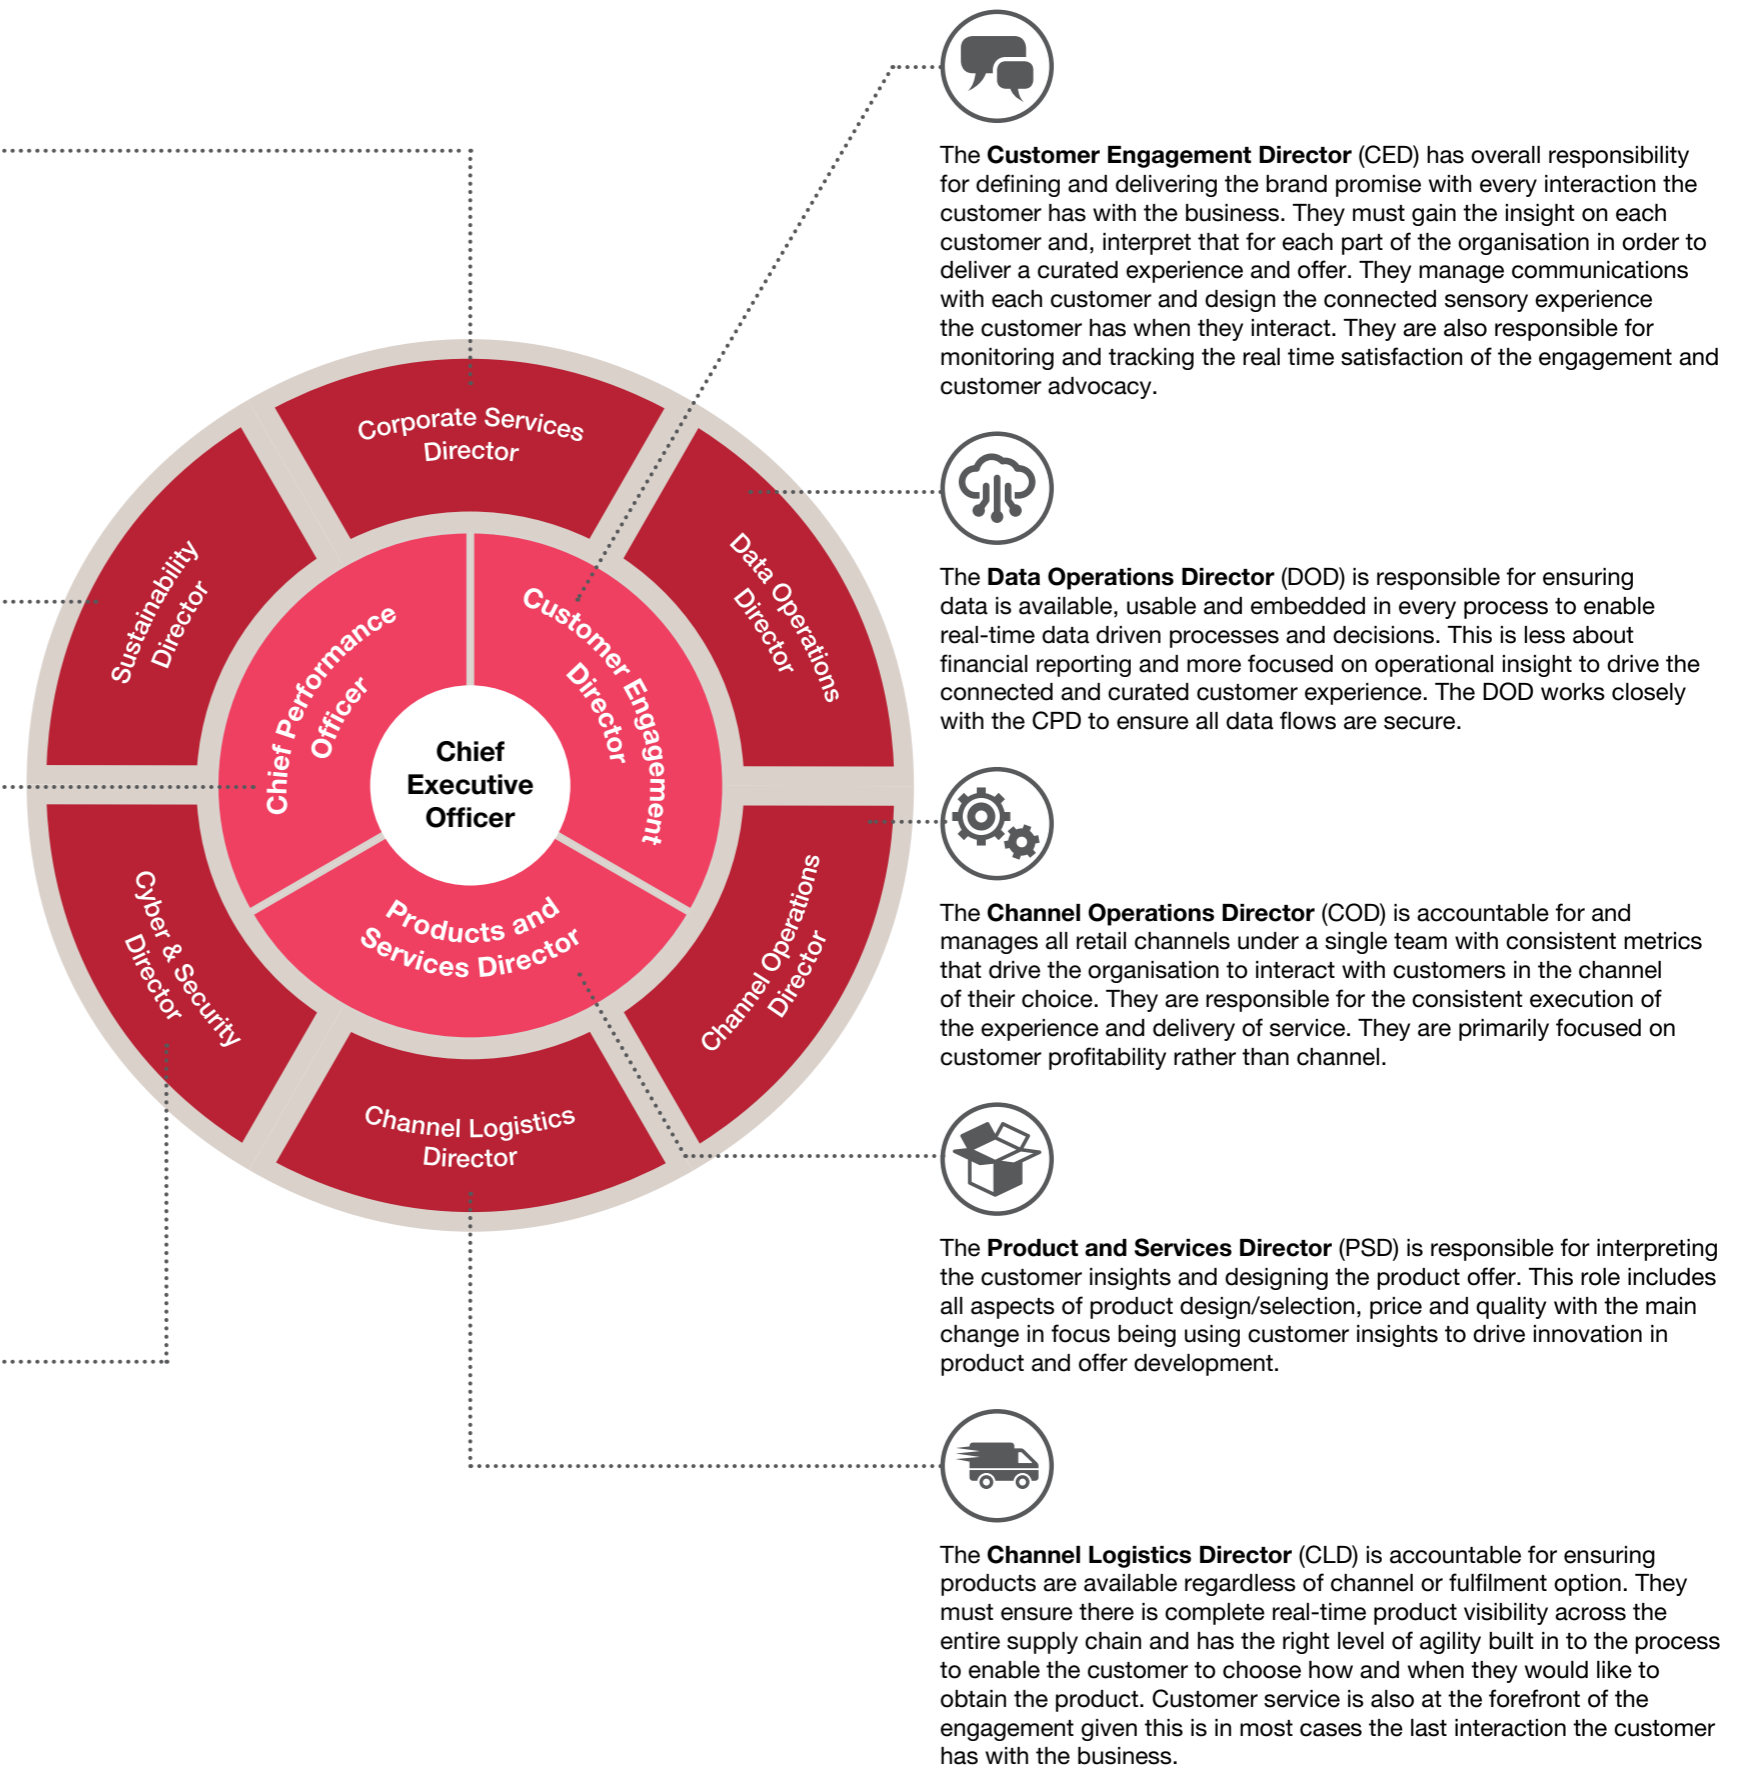 Corporate Services
Director
Sustainability
Director
Data Operations
Director
Chief Performance
Officer
Customer Engagement
Director
Chief
Executive
Officer
Products and
Services Director
Cyber & Security
Director
Channel Operations
Director
Channel Logistics
Director
The Customer Engagement Director (CED) has overall responsibility
for defining and delivering the brand promise with every interaction the
customer has with the business. They must gain the insight on each
customer and, interpret that for each part of the organisation in order to
deliver a curated experience and offer. They manage communications
with each customer and design the connected sensory experience
the customer has when they interact. They are also responsible for
monitoring and tracking the real time satisfaction of the engagement and
customer advocacy.
The Data Operations Director (DOD) is responsible for ensuring
data is available, usable and embedded in every process to enable
real-time data driven processes and decisions. This is less about
financial reporting and more focused on operational insight to drive the
connected and curated customer experience. The DOD works closely
with the CPD to ensure all data flows are secure.
The Channel Operations Director (COD) is accountable for and
manages all retail channels under a single team with consistent metrics
that drive the organisation to interact with customers in the channel
of their choice. They are responsible for the consistent execution of
the experience and delivery of service. They are primarily focused on
customer profitability rather than channel.
The Product and Services Director (PSD) is responsible for interpreting
the customer insights and designing the product offer. This role includes
all aspects of product design/selection, price and quality with the main
change in focus being using customer insights to drive innovation in
product and offer development.
The Channel Logistics Director (CLD) is accountable for ensuring
products are available regardless of channel or fulfilment option. They
must ensure there is complete real-time product visibility across the
entire supply chain and has the right level of agility built in to the process
to enable the customer to choose how and when they would like to
obtain the product. Customer service is also at the forefront of the
engagement given this is in most cases the last interaction the customer
has with the business.